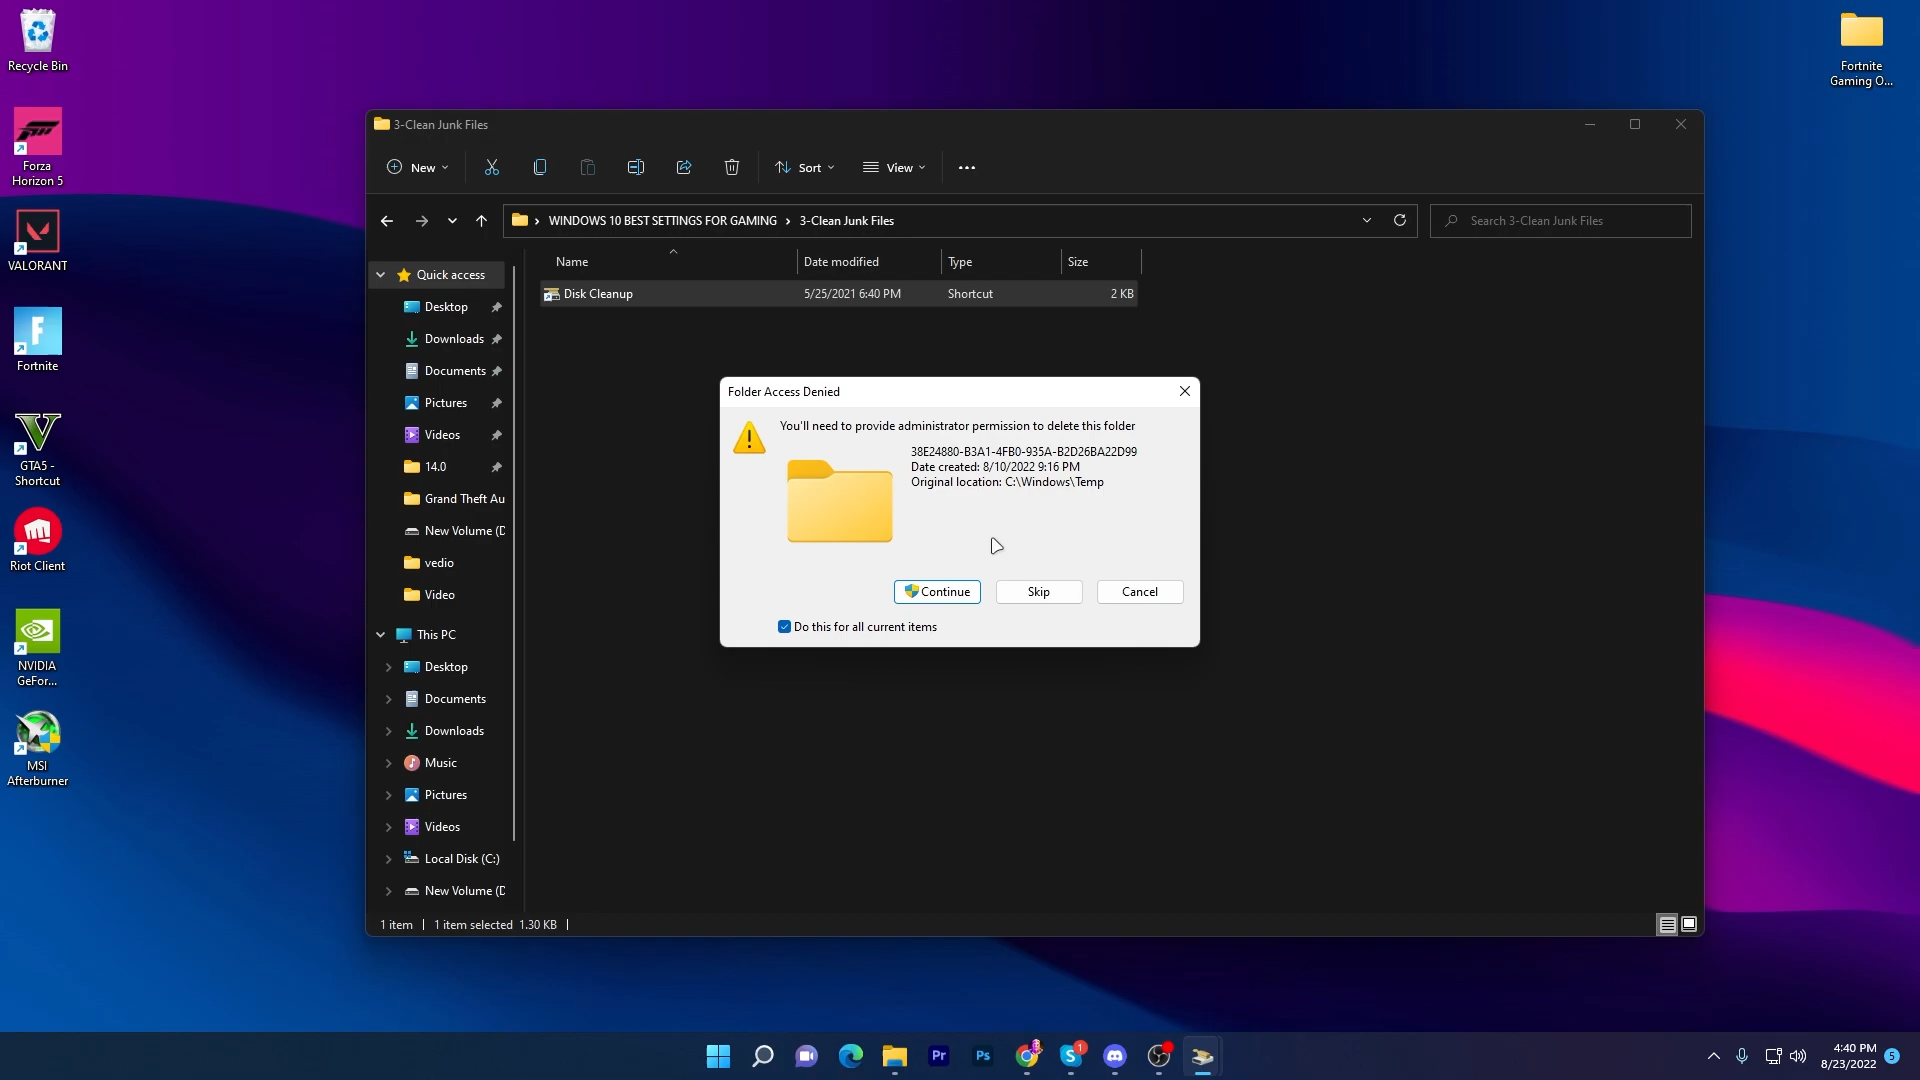 Recycle Bin
Forza
Horizon 5
VALORANT
Fortnite
GTA5 -
Shortcut
Riot Client
NVIDIA
GeFor...
MSI
Afterburner
Fortnite
Gaming O...
3-Clean Junk Files
New
Sort
View
WINDOWS 10 BEST SETTINGS FOR GAMING
3-Clean Junk Files
Search 3-Clean Junk Files
Name
Date modified
Type
Size
Disk Cleanup
5/25/2021 6:40 PM
Shortcut
2 KB
Quick access
Desktop
Downloads
Documents
Pictures
Videos
14.0
Grand Theft Au
New Volume (D
vedio
Video
This PC
Desktop
Documents
Downloads
Music
Pictures
Videos
Local Disk (C:)
New Volume (D
1 item
1 item selected 1.30 KB
Folder Access Denied
You'll need to provide administrator permission to delete this folder
38E24880-B3A1-4FB0-935A-B2D26BA22D99
Date created: 8/10/2022 9:16 PM
Original location: C:\Windows\Temp
Continue
Skip
Cancel
Do this for all current items
Pr
Ps
S
1
4:40 PM
8/23/2022
5